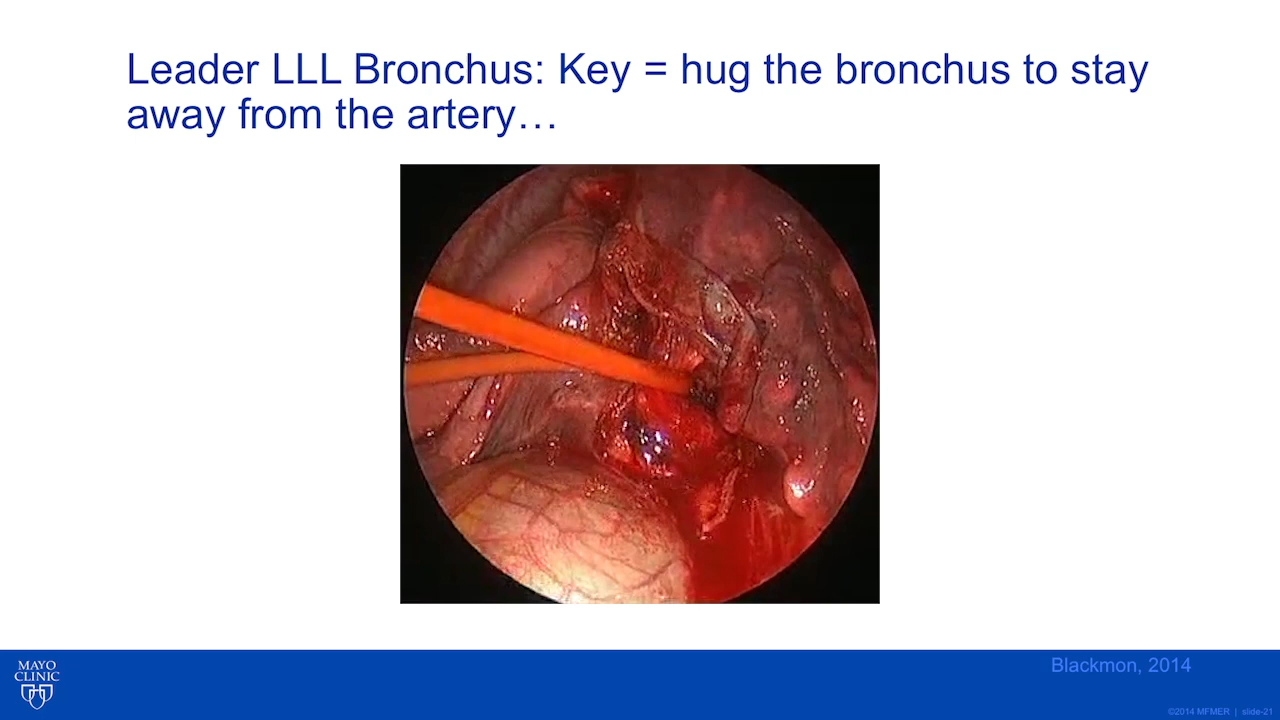 Leader LLL Bronchus: Key = hug the bronchus to stay
away from the artery…
MAYO
CLINIC
Blackmon, 2014
©2014 MFMER | slide-21